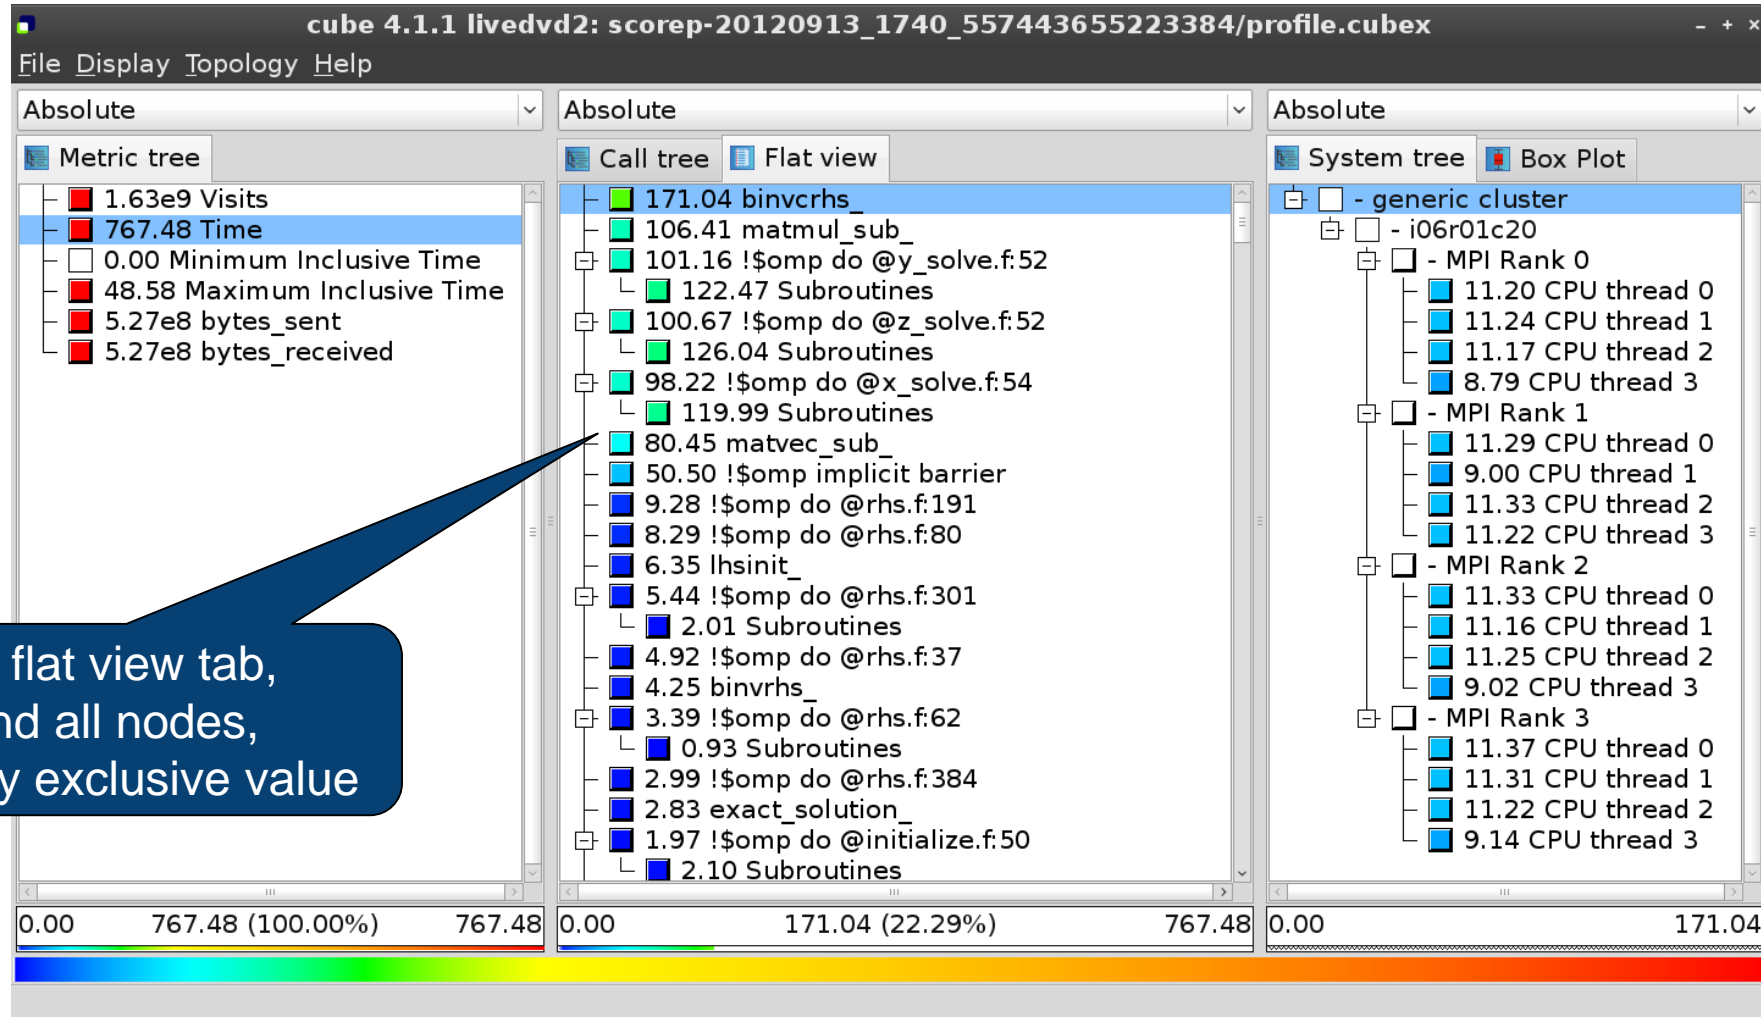 cube 4.1.1 livedvd2: scorep-20120913_1740_557443655223384/profile.cubex
File Display Topology Help
Absolute
Metric tree
1.63e9 Visits
767.48 Time
0.00 Minimum Inclusive Time
48.58 Maximum Inclusive Time
5.27e8 bytes_sent
5.27e8 bytes_received
0.00 767.48 (100.00%) 767.48
Absolute
Call tree Flat view
171.04 binvcrhs_
106.41 matmul_sub_
101.16 !$omp do @y_solve.f:52
122.47 Subroutines
100.67 !$omp do @z_solve.f:52
126.04 Subroutines
98.22 !$omp do @x_solve.f:54
119.99 Subroutines
80.45 matvec_sub_
50.50 !$omp implicit barrier
9.28 !$omp do @rhs.f:191
8.29 !$omp do @rhs.f:80
6.35 lhsinit_
5.44 !$omp do @rhs.f:301
2.01 Subroutines
4.92 !$omp do @rhs.f:37
4.25 binvrhs_
3.39 !$omp do @rhs.f:62
0.93 Subroutines
2.99 !$omp do @rhs.f:384
2.83 exact_solution_
1.97 !$omp do @initialize.f:50
2.10 Subroutines
0.00 171.04 (22.29%) 767.48
Absolute
System tree Box Plot
- generic cluster
- i06r01c20
- MPI Rank 0
11.20 CPU thread 0
11.24 CPU thread 1
11.17 CPU thread 2
8.79 CPU thread 3
- MPI Rank 1
11.29 CPU thread 0
9.00 CPU thread 1
11.33 CPU thread 2
11.22 CPU thread 3
- MPI Rank 2
11.33 CPU thread 0
11.16 CPU thread 1
11.25 CPU thread 2
9.02 CPU thread 3
- MPI Rank 3
11.37 CPU thread 0
11.31 CPU thread 1
11.22 CPU thread 2
9.14 CPU thread 3
0.00 171.04
flat view tab,
all nodes,
exclusive value